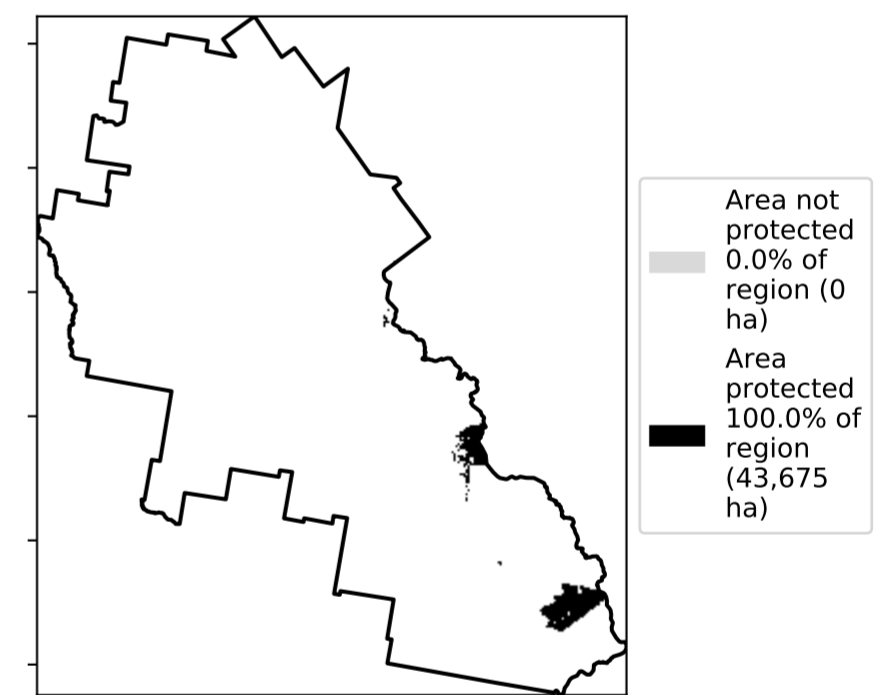 Area not
protected
0.0% of
region (0
ha)
Area
protected
100.0% of
region
(43,675
ha)